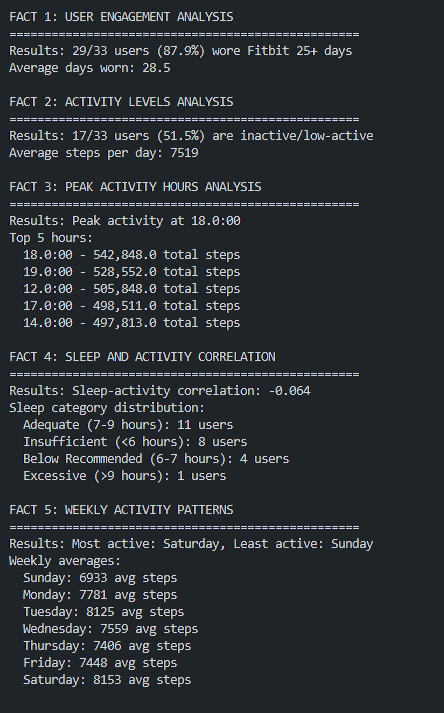 FACT 1: USER ENGAGEMENT ANALYSIS
==================================================
Results: 29/33 users (87.9%) wore Fitbit 25+ days
Average days worn: 28.5
FACT 2: ACTIVITY LEVELS ANALYSIS
==================================================
Results: 17/33 users (51.5%) are inactive/low-active
Average steps per day: 7519
FACT 3: PEAK ACTIVITY HOURS ANALYSIS
==================================================
Results: Peak activity at 18.0:00
Top 5 hours:
  18.0:00 - 542,848.0 total steps
  19.0:00 - 528,552.0 total steps
  12.0:00 - 505,848.0 total steps
  17.0:00 - 498,511.0 total steps
  14.0:00 - 497,813.0 total steps
FACT 4: SLEEP AND ACTIVITY CORRELATION
==================================================
Results: Sleep-activity correlation: -0.064
Sleep category distribution:
  Adequate (7-9 hours): 11 users
  Insufficient (<6 hours): 8 users
  Below Recommended (6-7 hours): 4 users
  Excessive (>9 hours): 1 users
FACT 5: WEEKLY ACTIVITY PATTERNS
==================================================
Results: Most active: Saturday, Least active: Sunday
Weekly averages:
  Sunday: 6933 avg steps
  Monday: 7781 avg steps
  Tuesday: 8125 avg steps
  Wednesday: 7559 avg steps
  Thursday: 7406 avg steps
  Friday: 7448 avg steps
  Saturday: 8153 avg steps